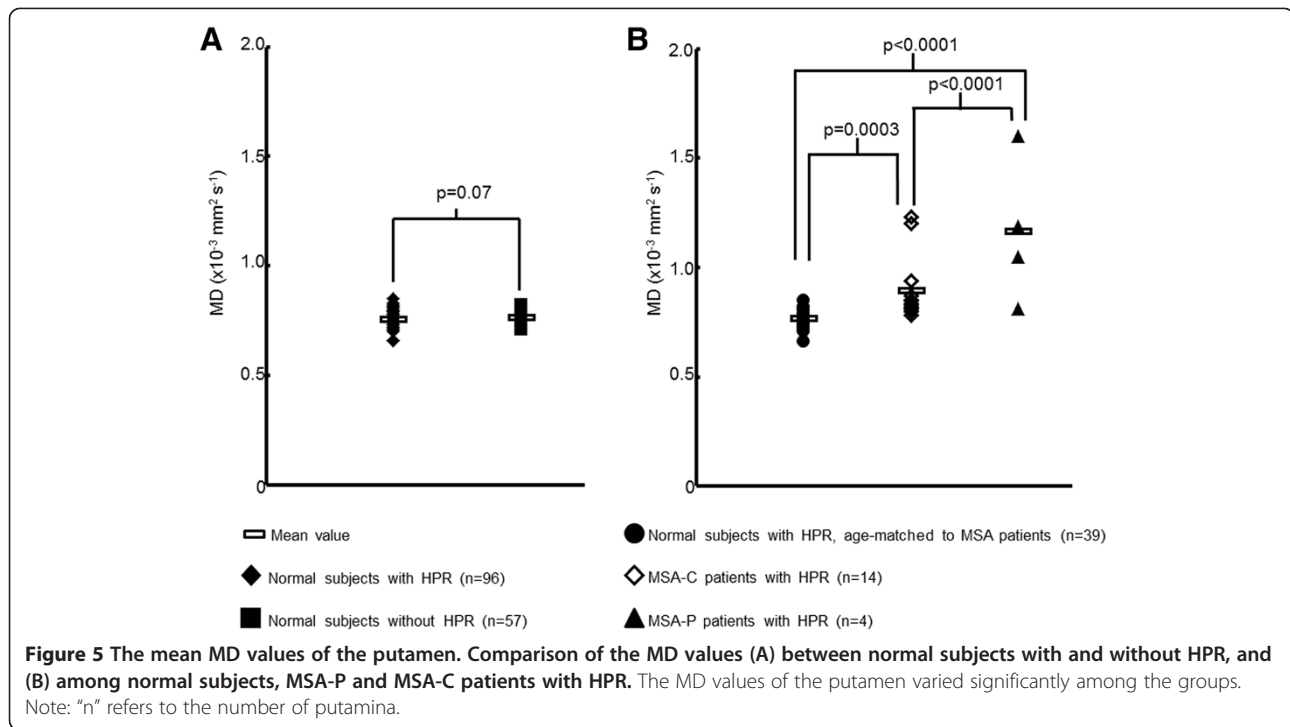 A
2.0
1.5
1.0
0.5
0
MD (x10-3 mm2 s-1)
p=0.07
B
2.0
1.5
1.0
0.5
0
MD (x10-3 mm2 s-1)
p<0.0001
p<0.0001
p=0.0003
Mean value
Normal subjects with HPR (n=96)
Normal subjects without HPR (n=57)
Normal subjects with HPR, age-matched to MSA patients (n=39)
MSA-C patients with HPR (n=14)
MSA-P patients with HPR (n=4)
Figure 5 The mean MD values of the putamen. Comparison of the MD values (A) between normal subjects with and without HPR, and
(B) among normal subjects, MSA-P and MSA-C patients with HPR. The MD values of the putamen varied significantly among the groups.
Note: “n” refers to the number of putamina.